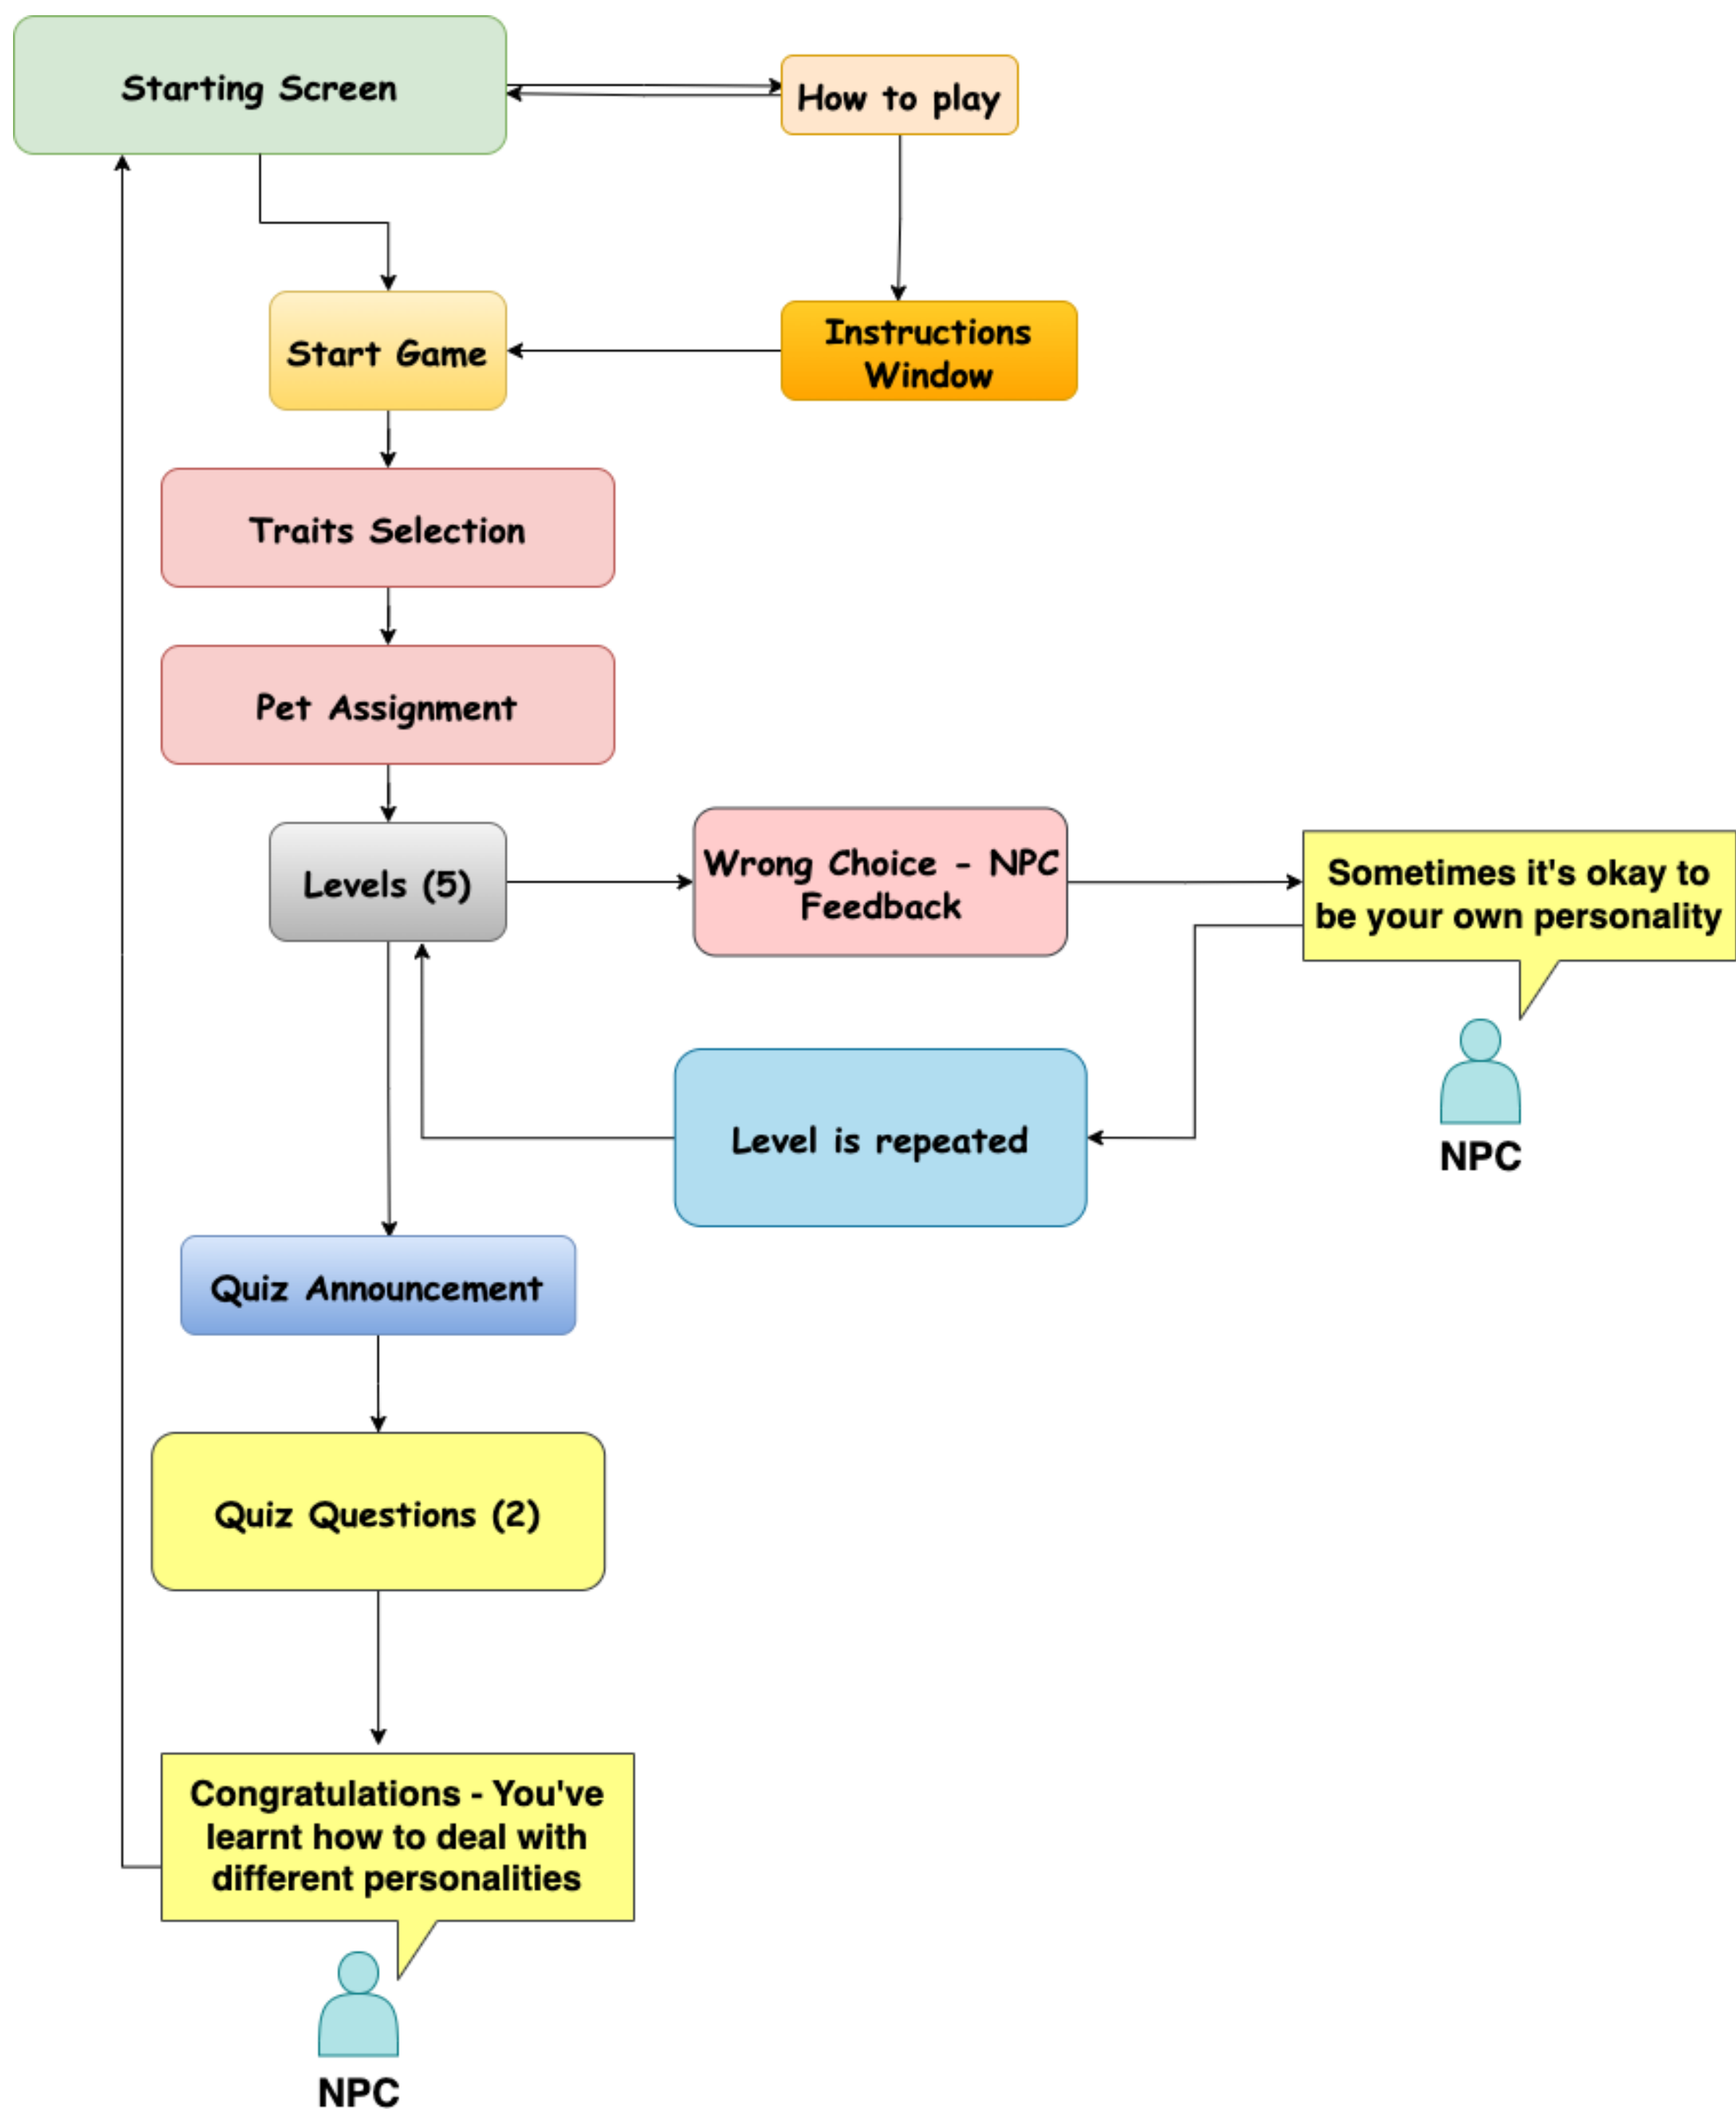 Starting Screen
How to play
Start Game
Instructions
Window
Traits Selection
Pet Assignment
Levels (5)
Wrong Choice - NPC
Feedback
Sometimes it's okay to
be your own personality
NPC
Level is repeated
Quiz Announcement
Quiz Questions (2)
Congratulations - You've
learnt how to deal with
different personalities
NPC